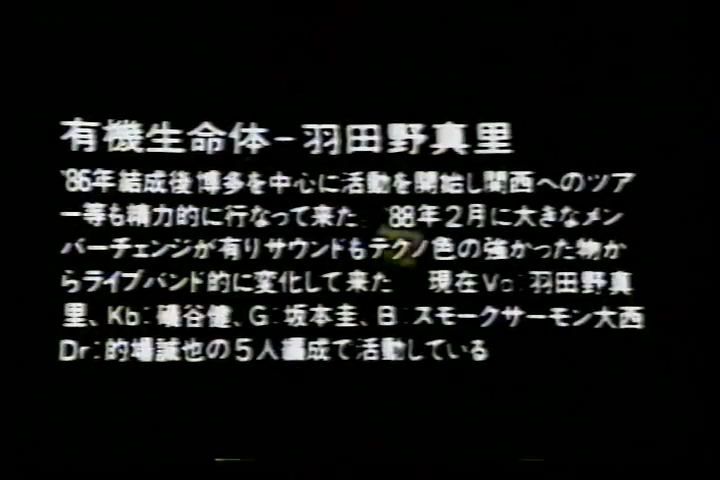 有機生命体－羽田野真里
'86年結成後博多を中心に活動を開始し関西へのツア
一等も精力的に行なって来た '88年2月に大きなメン
バーチェンジが有りサウンドもテクノ色の強かった物か
らライブバンド的に変化して来た 現在Vo:羽田野真
里、Kb:磯谷健、G:坂本圭、B:スモークサーモン大西
Dr:的場誠也の5人編成で活動している